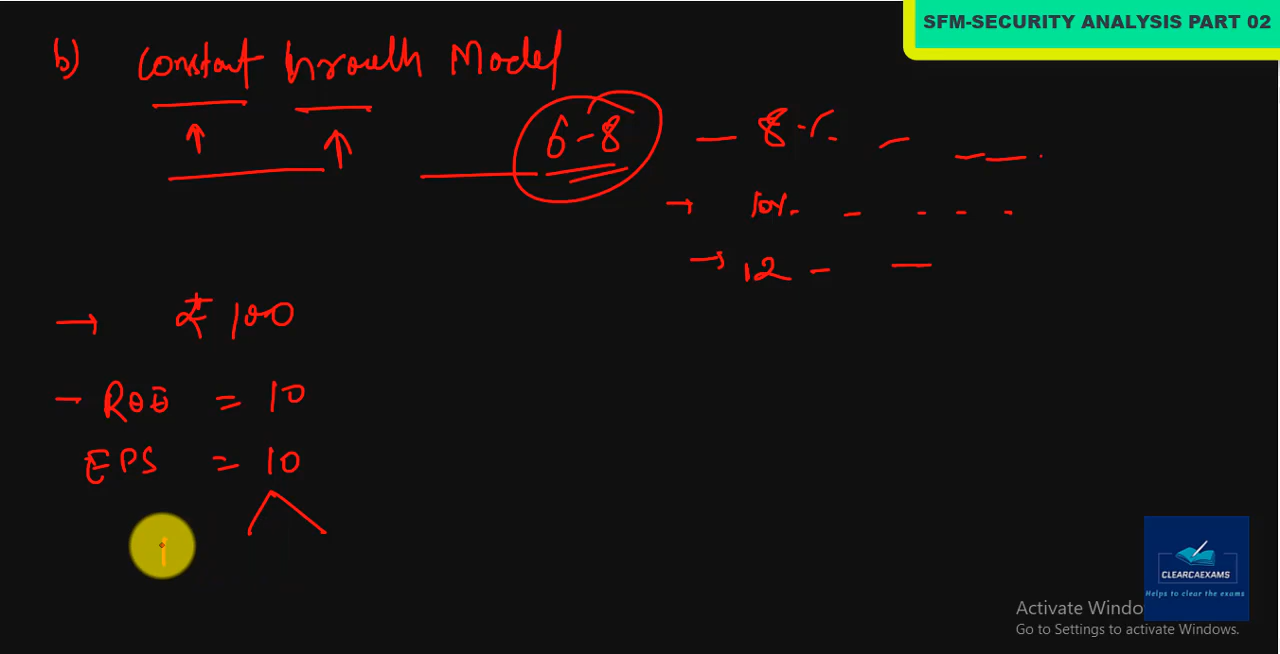 SFM-SECURITY ANALYSIS PART 02
b) Constant Growth Model
6-8 — 8%. — — — .
→ 10%. - - - -
→ 12 - —
→ ₹ 100
- ROE = 10
EPS = 10
CLEARCAEXAMS
Helps to clear the exams
Activate Windo
Go to Settings to activate Windows.